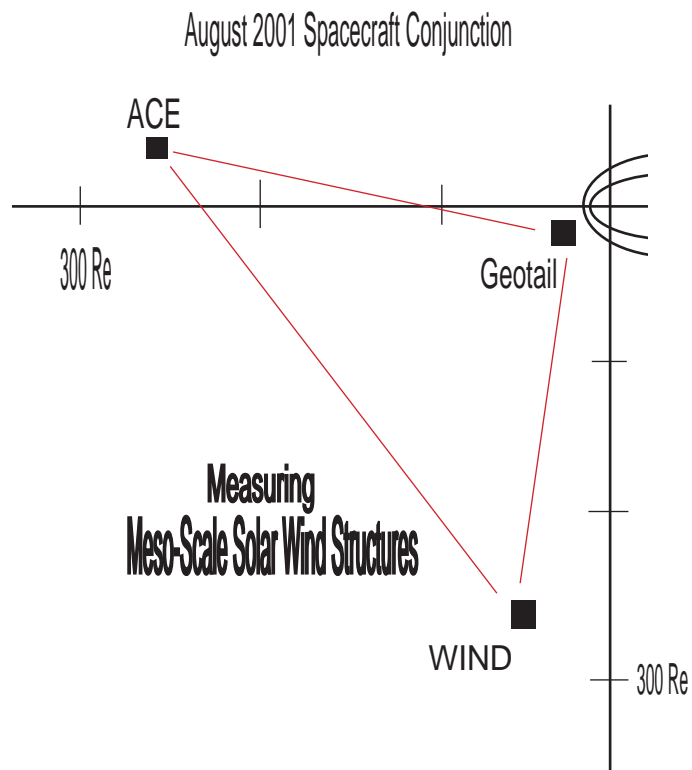 August 2001 Spacecraft Conjunction
ACE
300 Re
Geotail
Measuring
Meso-Scale Solar Wind Structures
WIND
300 Re